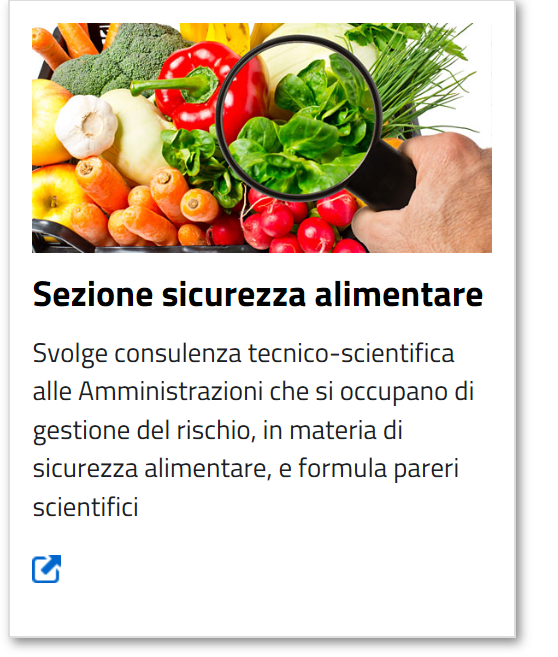 Sezione sicurezza alimentare
Svolge consulenza tecnico-scientifica
alle Amministrazioni che si occupano di
gestione del rischio, in materia di
sicurezza alimentare, e formula pareri
scientifici